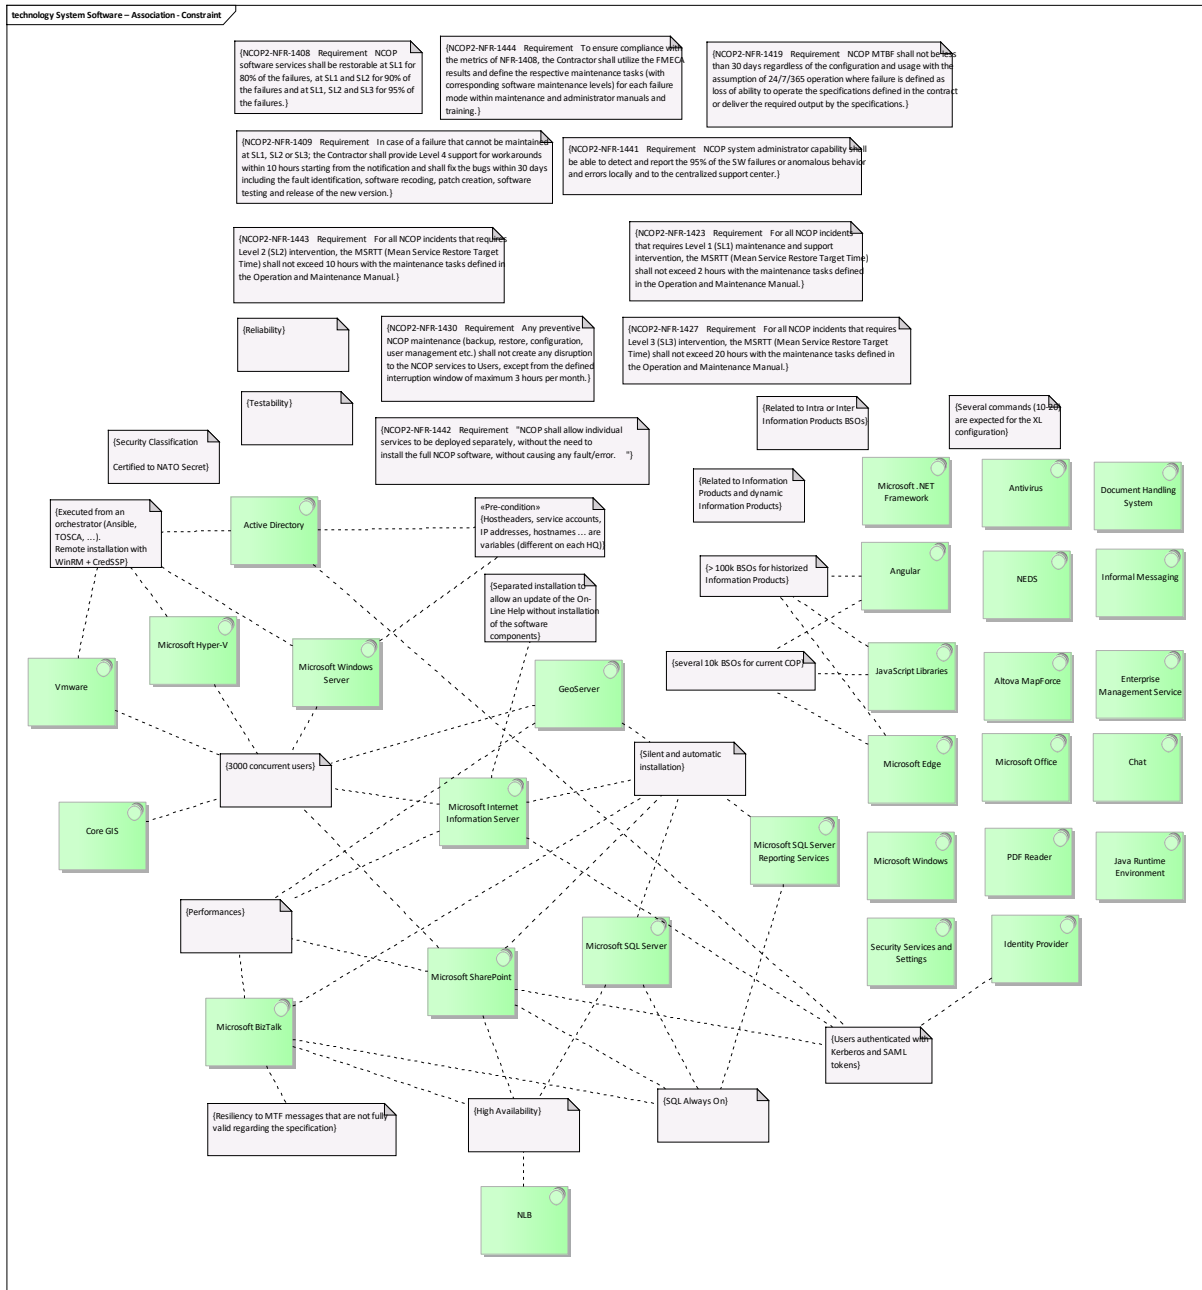 technology System Software – Association - Constraint
{NCOP2-NFR-1408 Requirement NCOP
software services shall be restorable at SL1 for
80% of the failures, at SL1 and SL2 for 90% of
the failures and at SL1, SL2 and SL3 for 95% of
the failures.}
{NCOP2-NFR-1444 Requirement To ensure compliance with
the metrics of NFR-1408, the Contractor shall utilize the FMECA
results and define the respective maintenance tasks (with
corresponding software maintenance levels) for each failure
mode within maintenance and administrator manuals and
training.}
{NCOP2-NFR-1419 Requirement NCOP MTBF shall not be less
than 30 days regardless of the configuration and usage with the
assumption of 24/7/365 operation where failure is defined as
loss of ability to operate the specifications defined in the contract
or deliver the required output by the specifications.}
{NCOP2-NFR-1409 Requirement In case of a failure that cannot be maintained
at SL1, SL2 or SL3; the Contractor shall provide Level 4 support for workarounds
within 10 hours starting from the notification and shall fix the bugs within 30 days
including the fault identification, software recoding, patch creation, software
testing and release of the new version.}
{NCOP2-NFR-1441 Requirement NCOP system administrator capability shall
be able to detect and report the 95% of the SW failures or anomalous behavior
and errors locally and to the centralized support center.}
{NCOP2-NFR-1443 Requirement For all NCOP incidents that requires
Level 2 (SL2) intervention, the MSRTT (Mean Service Restore Target
Time) shall not exceed 10 hours with the maintenance tasks defined in
the Operation and Maintenance Manual.}
{NCOP2-NFR-1423 Requirement For all NCOP incidents
that requires Level 1 (SL1) maintenance and support
intervention, the MSRTT (Mean Service Restore Target Time)
shall not exceed 2 hours with the maintenance tasks defined
in the Operation and Maintenance Manual.}
{Reliability}
{NCOP2-NFR-1430 Requirement Any preventive
NCOP maintenance (backup, restore, configuration,
user management etc.) shall not create any disruption
to the NCOP services to Users, except from the defined
interruption window of maximum 3 hours per month.}
{NCOP2-NFR-1427 Requirement For all NCOP incidents that requires
Level 3 (SL3) intervention, the MSRTT (Mean Service Restore Target
Time) shall not exceed 20 hours with the maintenance tasks defined in
the Operation and Maintenance Manual.}
{Testability}
{NCOP2-NFR-1442 Requirement "NCOP shall allow individual
services to be deployed separately, without the need to
install the full NCOP software, without causing any fault/error. "}
{Related to Intra or Inter
Information Products BSOs}
{Several commands (10-20)
are expected for the XL
configuration}
{Security Classification
Certified to NATO Secret}
{Related to Information
Products and dynamic
Information Products}
Microsoft .NET
Framework
Antivirus
Document Handling
System
{Executed from an
orchestrator (Ansible,
TOSCA, ...).
Remote installation with
WinRM + CredSSP}
Active Directory
«Pre-condition»
{Hostheaders, service accounts,
IP addresses, hostnames ... are
variables (different on each HQ)}
{> 100k BSOs for historized
Information Products}
Angular
NEDS
Informal Messaging
{Separated installation to
allow an update of the On-
Line Help without installation
of the software
components}
Microsoft Hyper-V
Microsoft Windows
Server
Vmware
GeoServer
{several 10k BSOs for current COP}
JavaScript Libraries
Altova MapForce
Enterprise
Management Service
{3000 concurrent users}
{Silent and automatic
installation}
Microsoft Edge
Microsoft Office
Chat
Core GIS
Microsoft Internet
Information Server
Microsoft SQL Server
Reporting Services
Microsoft Windows
PDF Reader
Java Runtime
Environment
{Performances}
Microsoft SQL Server
Security Services and
Settings
Identity Provider
Microsoft SharePoint
Microsoft BizTalk
{Users authenticated with
Kerberos and SAML
tokens}
{Resiliency to MTF messages that are not fully
valid regarding the specification}
{High Availability}
{SQL Always On}
NLB